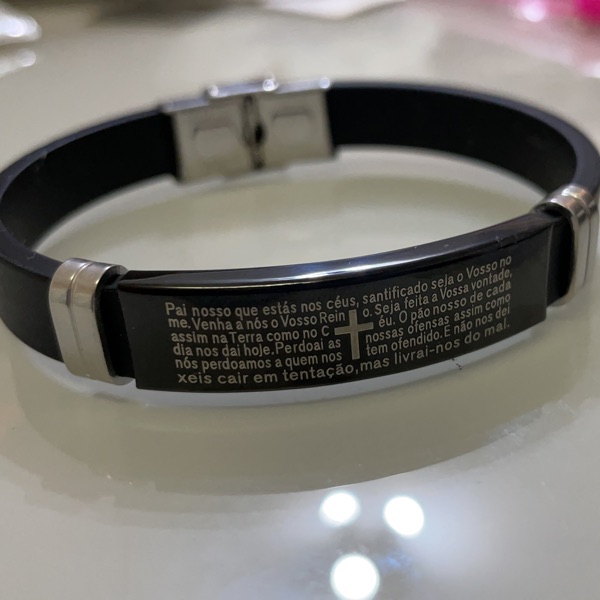 Pai nosso que estás nos céus, santificado seja o Vosso no
me. Venha a nós o Vosso Rein o. Seja feita a Vossa vontade,
assim na Terra como no C éu. O pão nosso de cada
dia nos dai hoje. Perdoai as nossas ofensas assim como
nós perdoamos a quem nos tem ofendido. E não nos dei
xeis cair em tentação, mas livrai-nos do mal.